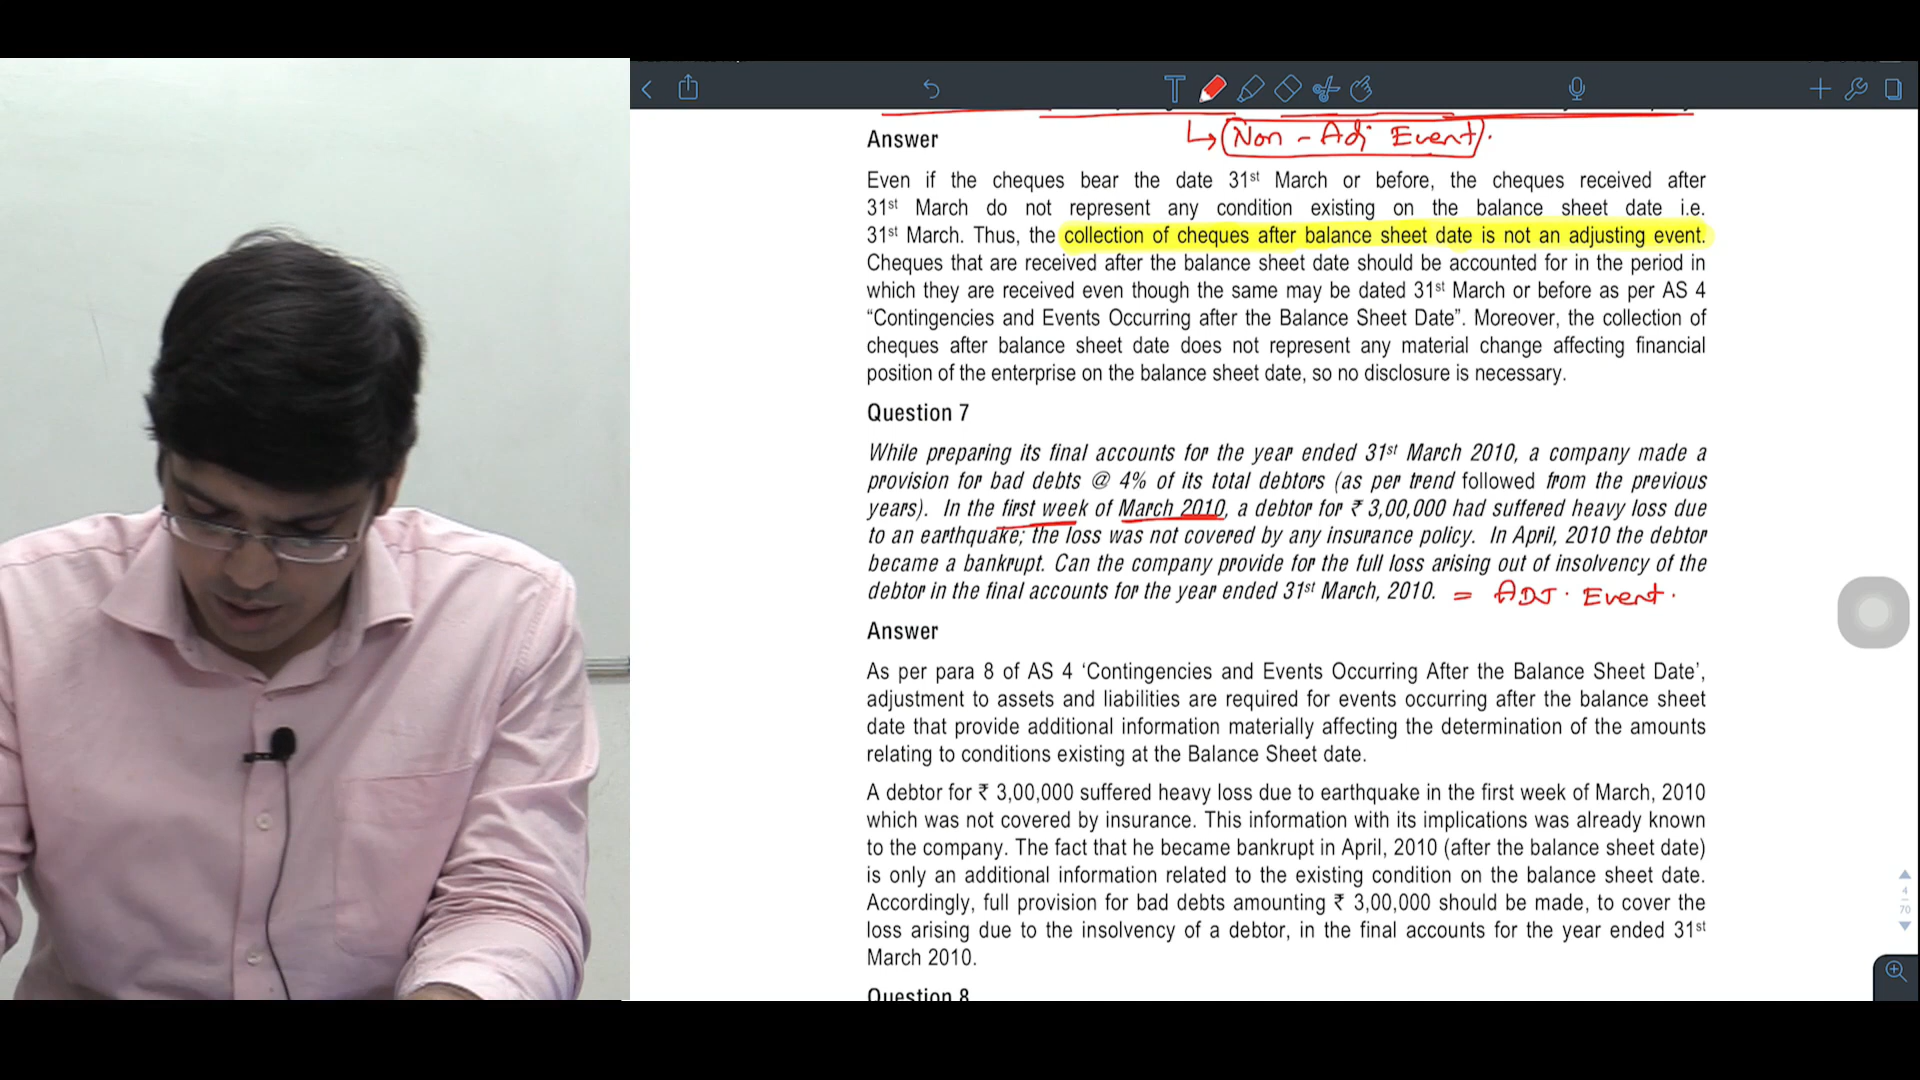 Answer
↳ Non - Adj Event.
Even if the cheques bear the date 31st March or before, the cheques received after
31st March do not represent any condition existing on the balance sheet date i.e.
31st March. Thus, the collection of cheques after balance sheet date is not an adjusting event.
Cheques that are received after the balance sheet date should be accounted for in the period in
which they are received even though the same may be dated 31st March or before as per AS 4
“Contingencies and Events Occurring after the Balance Sheet Date”. Moreover, the collection of
cheques after balance sheet date does not represent any material change affecting financial
position of the enterprise on the balance sheet date, so no disclosure is necessary.
Question 7
While preparing its final accounts for the year ended 31st March 2010, a company made a
provision for bad debts @ 4% of its total debtors (as per trend followed from the previous
years). In the first week of March 2010, a debtor for ₹ 3,00,000 had suffered heavy loss due
to an earthquake; the loss was not covered by any insurance policy. In April, 2010 the debtor
became a bankrupt. Can the company provide for the full loss arising out of insolvency of the
debtor in the final accounts for the year ended 31st March, 2010. = ADJ. Event.
Answer
As per para 8 of AS 4 ‘Contingencies and Events Occurring After the Balance Sheet Date’,
adjustment to assets and liabilities are required for events occurring after the balance sheet
date that provide additional information materially affecting the determination of the amounts
relating to conditions existing at the Balance Sheet date.
A debtor for ₹ 3,00,000 suffered heavy loss due to earthquake in the first week of March, 2010
which was not covered by insurance. This information with its implications was already known
to the company. The fact that he became bankrupt in April, 2010 (after the balance sheet date)
is only an additional information related to the existing condition on the balance sheet date.
Accordingly, full provision for bad debts amounting ₹ 3,00,000 should be made, to cover the
loss arising due to the insolvency of a debtor, in the final accounts for the year ended 31st
March 2010.
4
70
Question 8